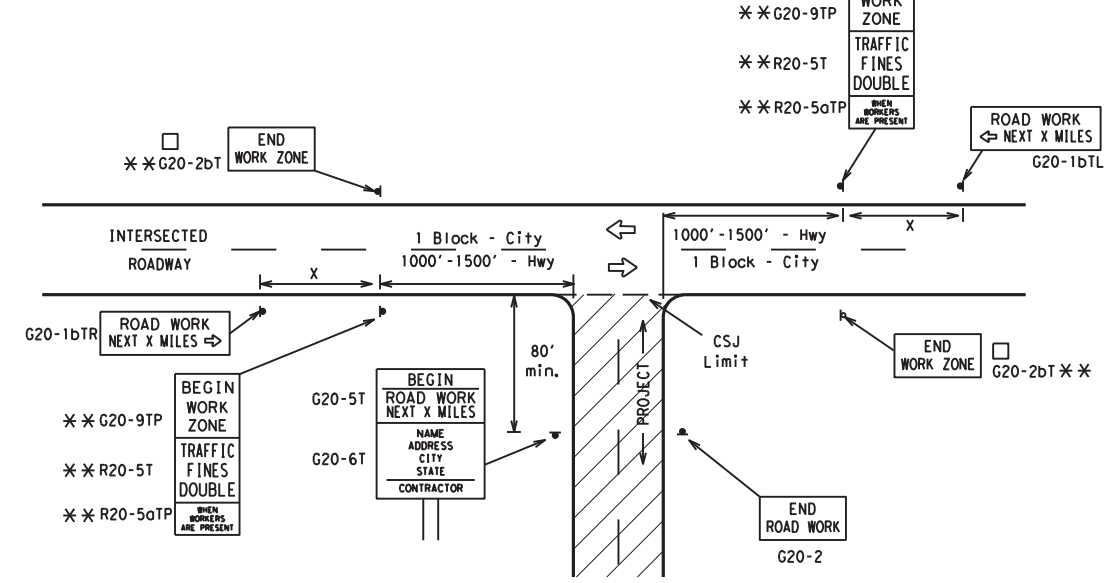 WORK
ZONE
** G20-9TP
TRAFFIC
FINES
DOUBLE
** R20-5T
WHEN
WORKERS
ARE PRESENT
** R20-5aTP
ROAD WORK
⇦ NEXT X MILES
G20-1bTL
□
** G20-2bT
END
WORK ZONE
INTERSECTED
ROADWAY
1 Block - City
1000'-1500' - Hwy
X
1000'-1500' - Hwy
1 Block - City
X
G20-1bTR
ROAD WORK
NEXT X MILES ⇨
80'
min.
CSJ
Limit
PROJECT
END
WORK ZONE
□
G20-2bT **
BEGIN
WORK
ZONE
** G20-9TP
TRAFFIC
FINES
DOUBLE
** R20-5T
WHEN
WORKERS
ARE PRESENT
** R20-5aTP
G20-5T
BEGIN
ROAD WORK
NEXT X MILES
G20-6T
NAME
ADDRESS
CITY
STATE
CONTRACTOR
END
ROAD WORK
G20-2